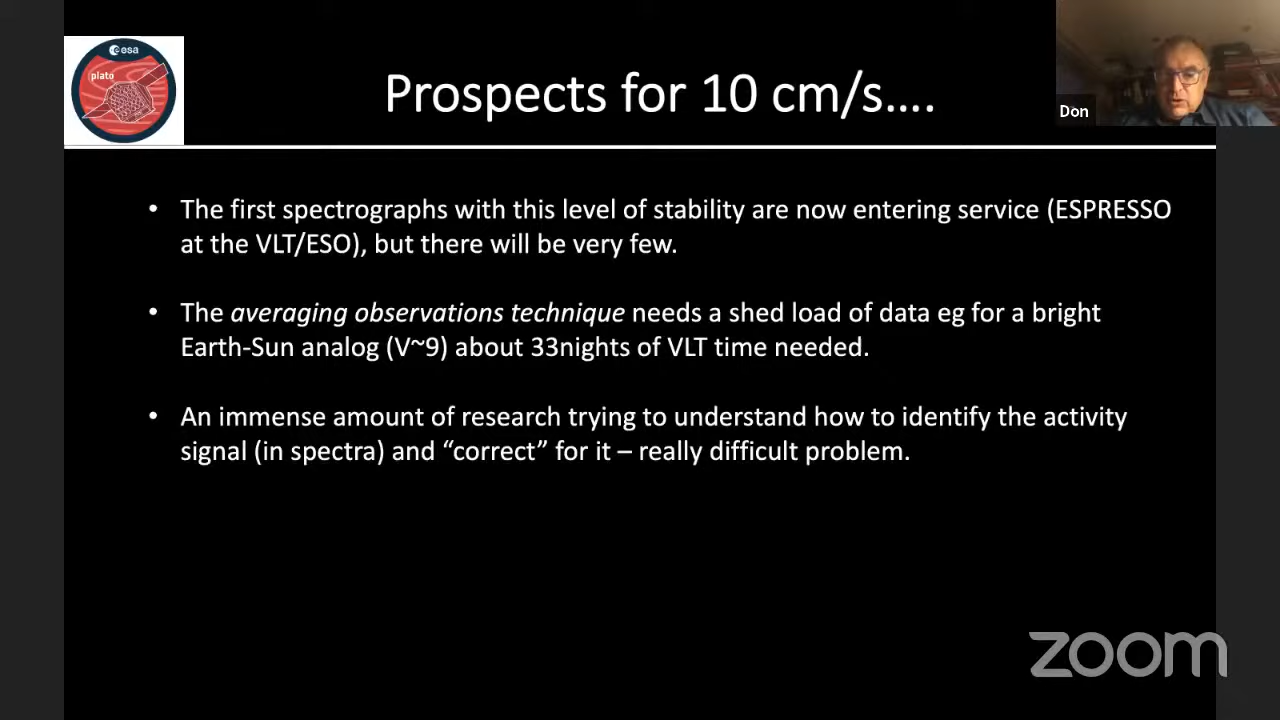 esa
plato
Prospects for 10 cm/s….
Don
• The first spectrographs with this level of stability are now entering service (ESPRESSO
at the VLT/ESO), but there will be very few.
• The averaging observations technique needs a shed load of data eg for a bright
Earth-Sun analog (V~9) about 33nights of VLT time needed.
• An immense amount of research trying to understand how to identify the activity
signal (in spectra) and “correct” for it – really difficult problem.
zoom